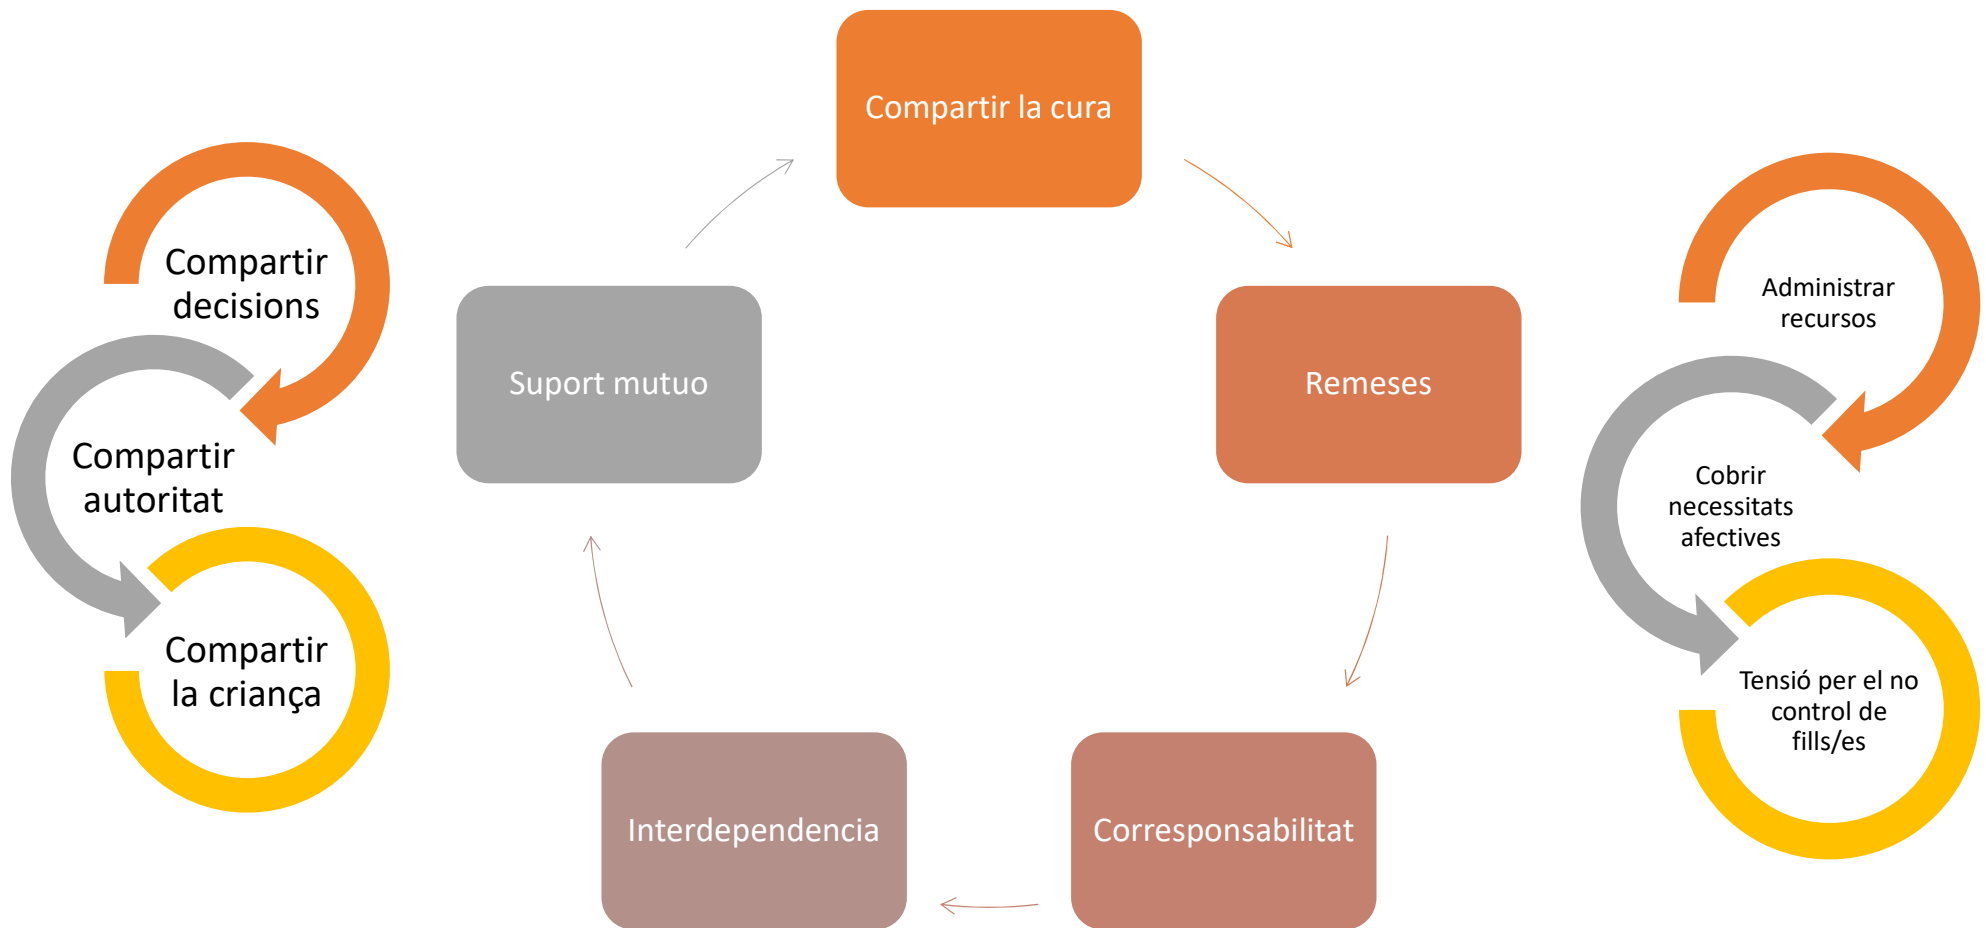 Compartir la cura
Compartir
decisions
Compartir
autoritat
Compartir
la criança
Suport mutuo
Remeses
Interdependencia
Corresponsabilitat
Administrar
recursos
Cobrir
necessitats
afectives
Tensió per el no
control de
fills/es